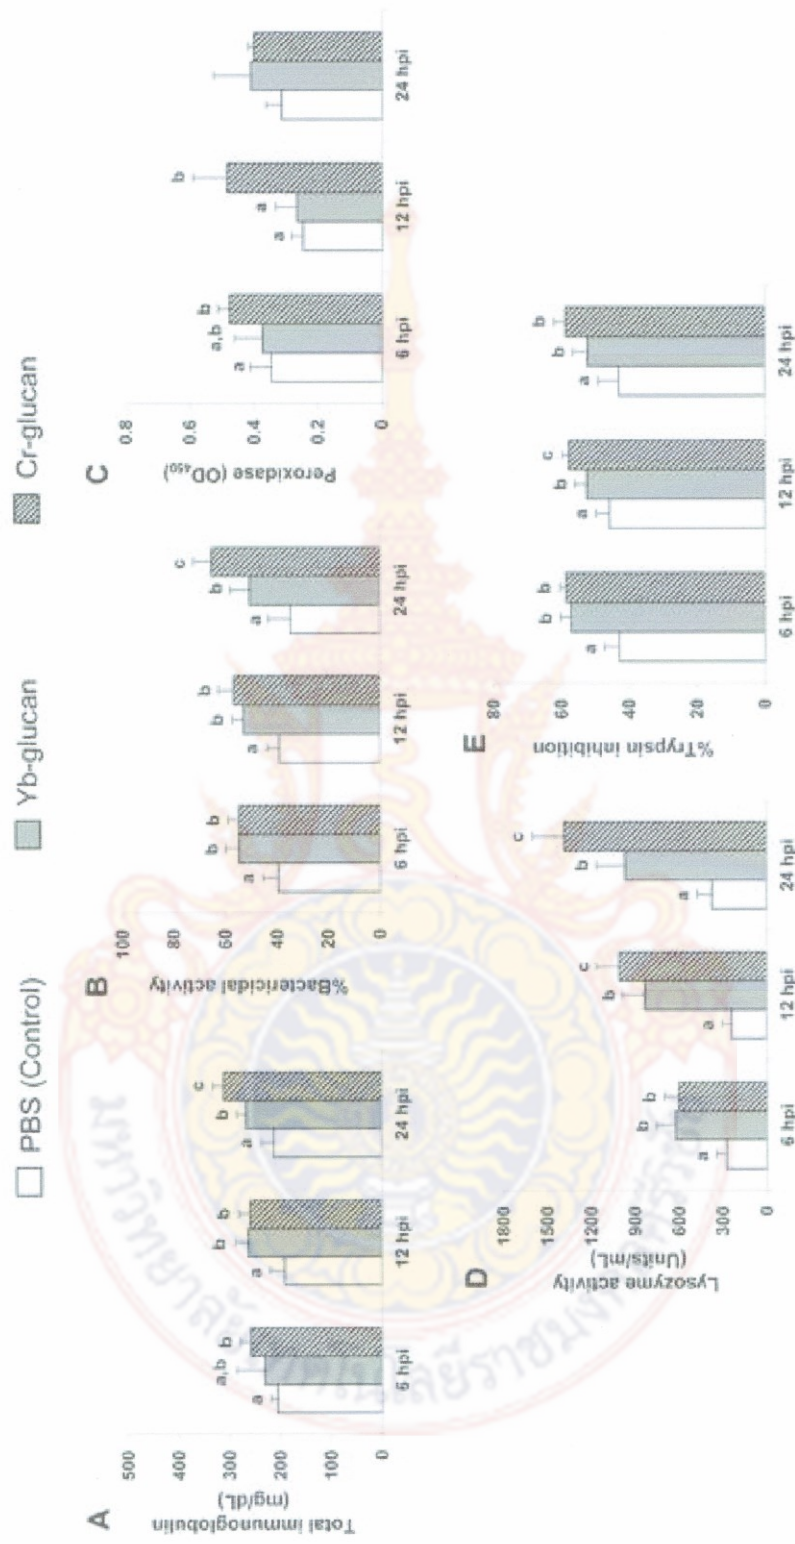 PBS (Control)
Yb-glucan
Cr-glucan
A
Total immunoglobulin
(mg/dL)
500
400
300
200
100
0
a
a,b
b
a
b
b
a
b
c
6 hpi
12 hpi
24 hpi
B
%Bactericidal activity
100
80
60
40
20
0
a
b
b
a
b
b
a
b
c
6 hpi
12 hpi
24 hpi
C
Peroxidase (OD₄₅₀)
0.8
0.6
0.4
0.2
0
a
a,b
b
a
a
b
6 hpi
12 hpi
24 hpi
D
Lysozyme activity
(Units/mL)
1800
1500
1200
900
600
300
0
a
b
b
a
b
c
a
b
c
6 hpi
12 hpi
24 hpi
E
%Trypsin inhibition
80
60
40
20
0
a
b
b
a
b
c
a
b
b
6 hpi
12 hpi
24 hpi